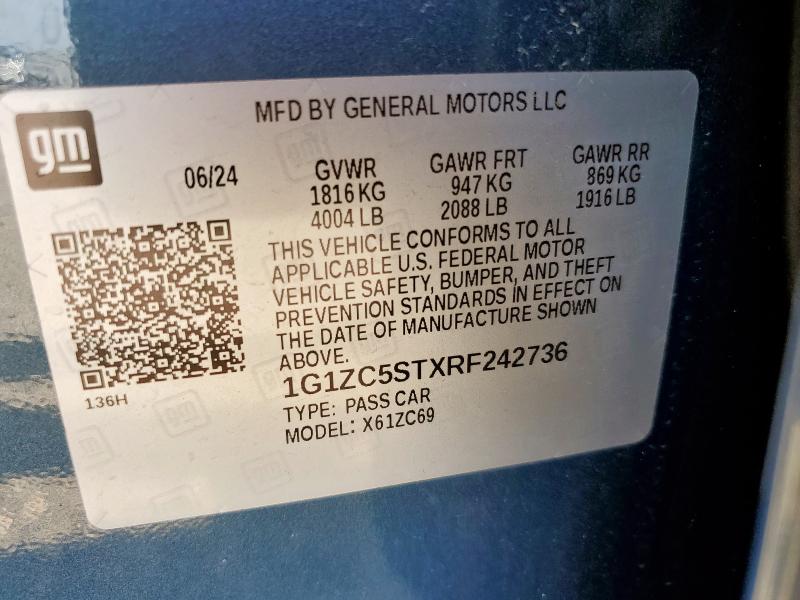 gm
MFD BY GENERAL MOTORS LLC
06/24 GVWR GAWR FRT GAWR RR
1816 KG 947 KG 869 KG
4004 LB 2088 LB 1916 LB
THIS VEHICLE CONFORMS TO ALL
APPLICABLE U.S. FEDERAL MOTOR
VEHICLE SAFETY, BUMPER, AND THEFT
PREVENTION STANDARDS IN EFFECT ON
THE DATE OF MANUFACTURE SHOWN
ABOVE.
1G1ZC5STXRF242736
136H
TYPE: PASS CAR
MODEL: X61ZC69